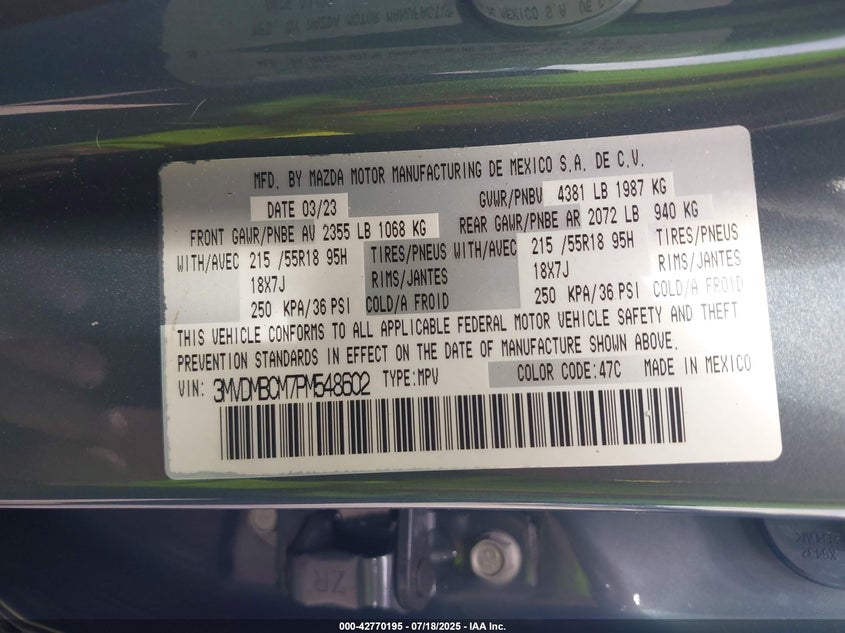 MFD. BY MAZDA MOTOR MANUFACTURING DE MEXICO S.A. DE C.V.
DATE 03/23 GVWR/PNBV 4381 LB 1987 KG
FRONT GAWR/PNBE AV 2355 LB 1068 KG REAR GAWR/PNBE AR 2072 LB 940 KG
WITH/AVEC 215 /55R18 95H TIRES/PNEUS WITH/AVEC 215 /55R18 95H TIRES/PNEUS
18X7J RIMS/JANTES 18X7J RIMS/JANTES
250 KPA/36 PSI COLD/A FROID 250 KPA/36 PSI COLD/A FROID
THIS VEHICLE CONFORMS TO ALL APPLICABLE FEDERAL MOTOR VEHICLE SAFETY AND THEFT
PREVENTION STANDARDS IN EFFECT ON THE DATE OF MANUFACTURE SHOWN ABOVE.
VIN: 3MVDMBCM7PM548602 TYPE:MPV COLOR CODE:47C MADE IN MEXICO
ZR
000-42770195 - 07/18/2025 - IAA Inc.